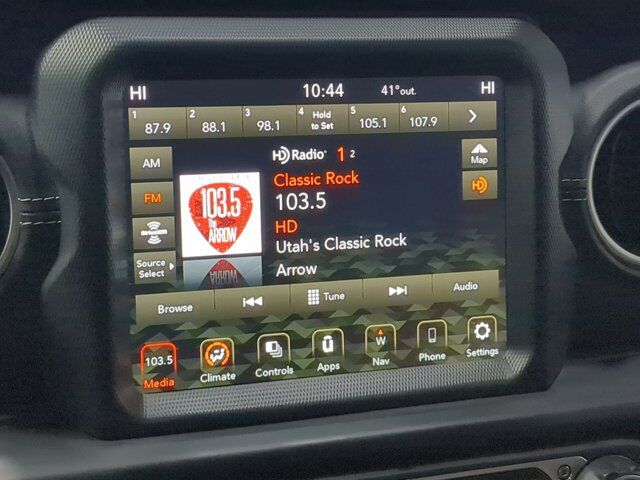 HI 10:44 41°out. HI
1 87.9 2 88.1 3 98.1 4 Hold to Set 5 105.1 6 107.9 >
AM
HD Radio 1 2
Map
FM
Classic Rock
HD
103.5
103.5
The
ARROW
HD
SiriusXM
Utah's Classic Rock
Source
Select
ARROW
Arrow
Browse Tune Audio
103.5 W
Media Climate Controls Apps Nav Phone Settings